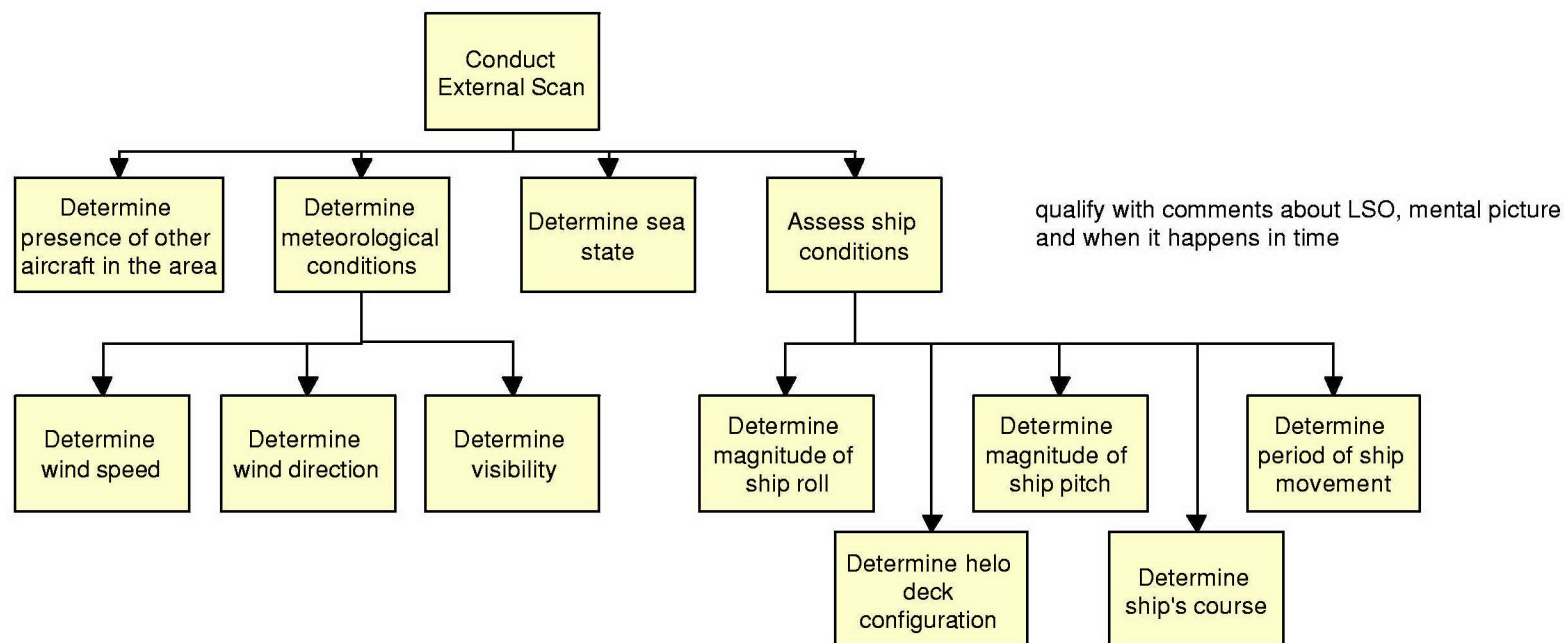 Conduct
External Scan
Determine
presence of other
aircraft in the area
Determine
meteorological
conditions
Determine sea
state
Assess ship
conditions
qualify with comments about LSO, mental picture
and when it happens in time
Determine
wind speed
Determine
wind direction
Determine
visibility
Determine
magnitude of
ship roll
Determine
magnitude of
ship pitch
Determine
period of ship
movement
Determine helo
deck
configuration
Determine
ship's course